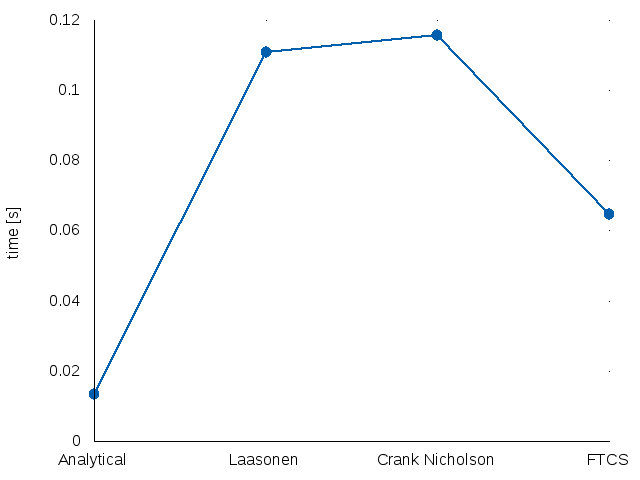 0.12
0.1
0.08
0.06
0.04
0.02
0
time [s]
Analytical
Laasonen
Crank Nicholson
FTCS